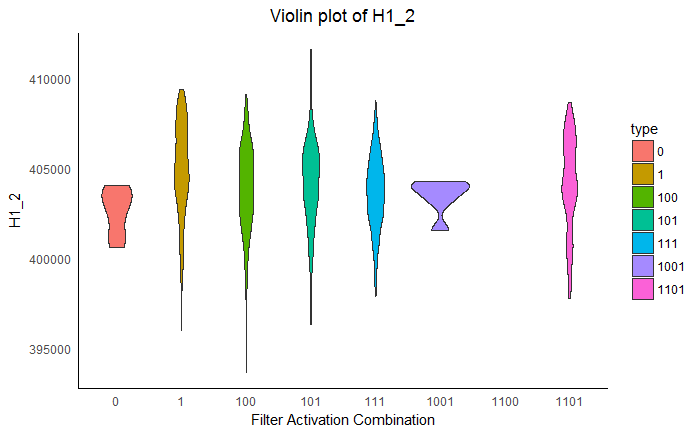 Violin plot of H1_2
H1_2
410000
405000
400000
395000
0 1 100 101 111 1001 1100 1101
Filter Activation Combination
type
0
1
100
101
111
1001
1101